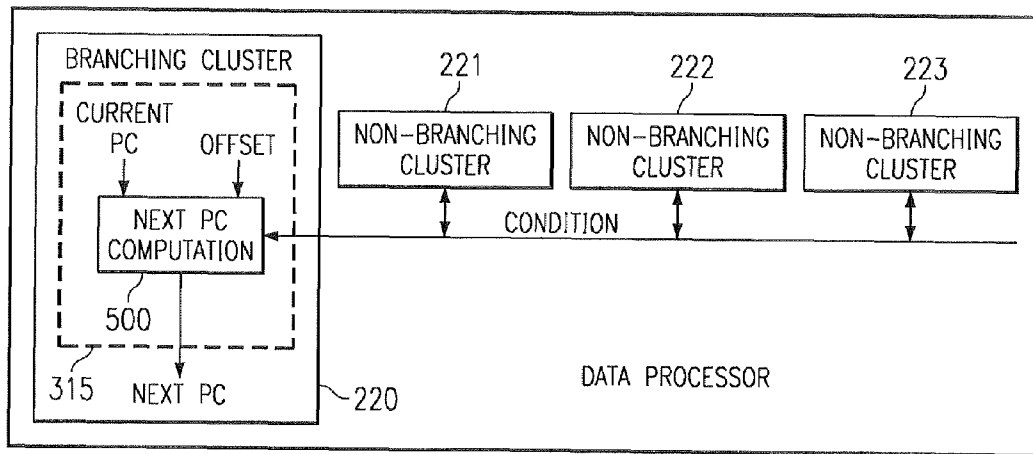 BRANCHING CLUSTER
CURRENT
PC
OFFSET
NEXT PC
COMPUTATION
500
315
NEXT PC
220
221
NON-BRANCHING
CLUSTER
222
NON-BRANCHING
CLUSTER
223
NON-BRANCHING
CLUSTER
CONDITION
DATA PROCESSOR